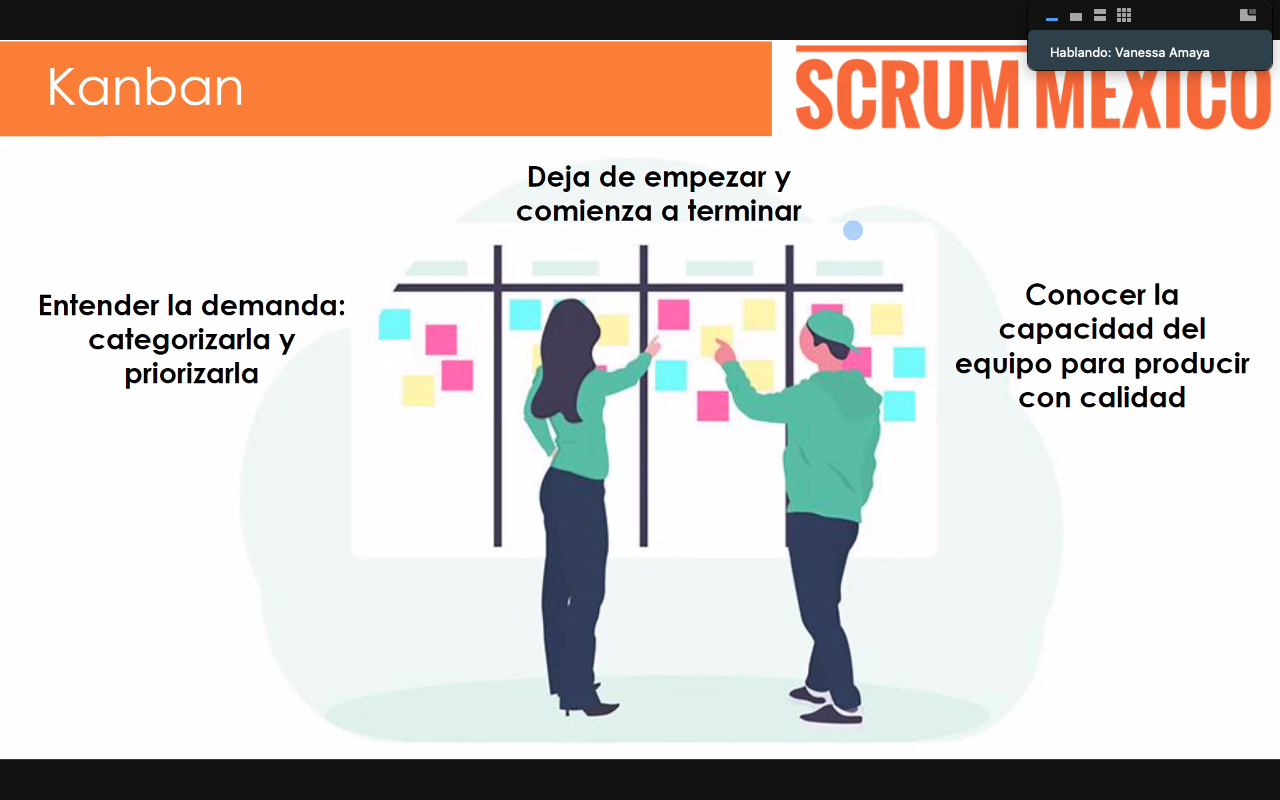 Hablando: Vanessa Amaya
Kanban
SCRUM MEXICO
Deja de empezar y
comienza a terminar
Entender la demanda:
categorizarla y
priorizarla
Conocer la
capacidad del
equipo para producir
con calidad